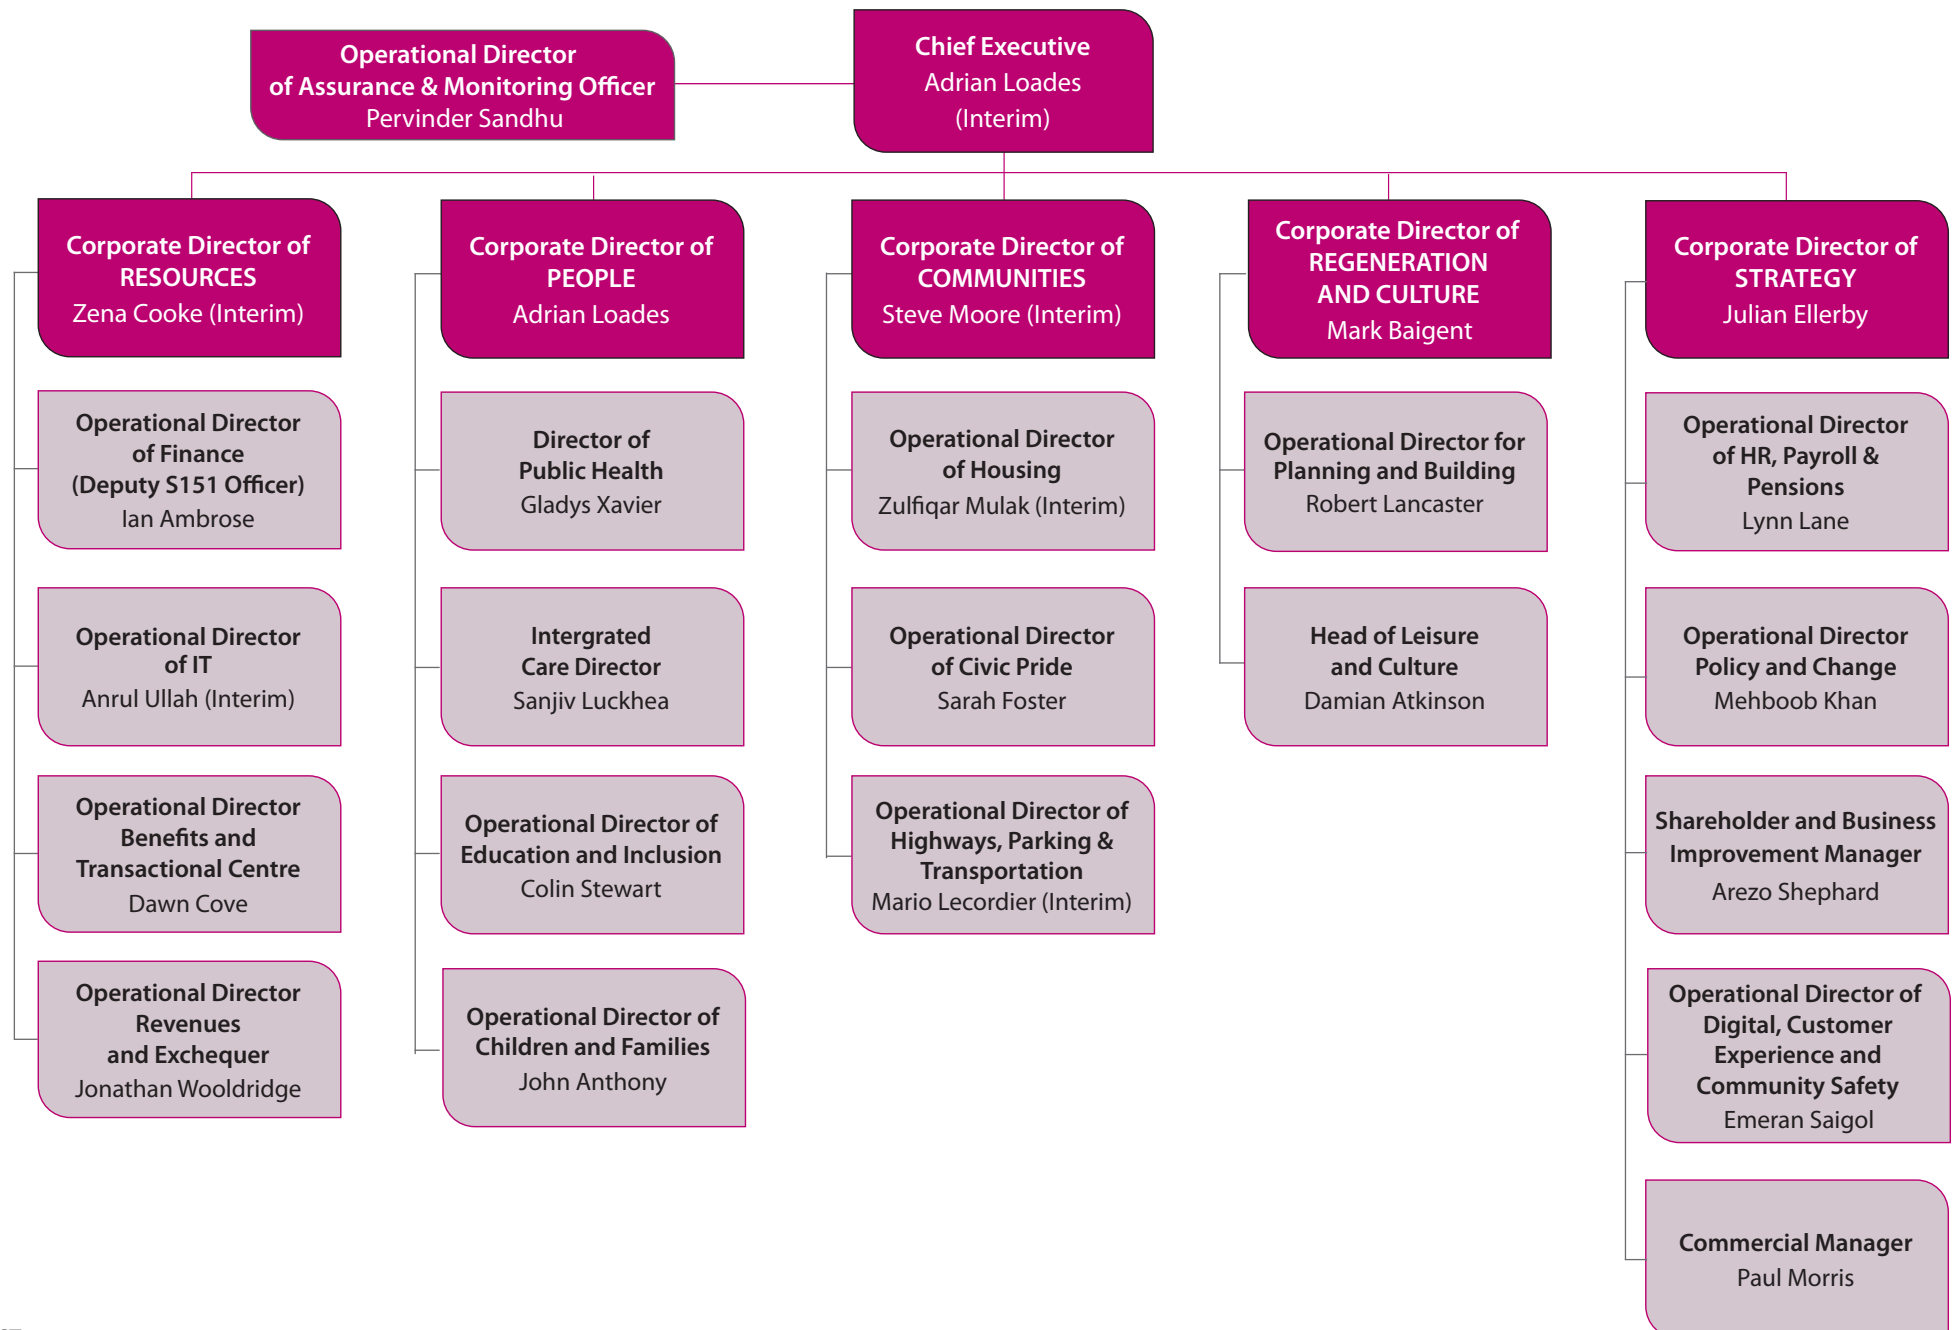 Operational Director
of Assurance & Monitoring Officer
Pervinder Sandhu
Chief Executive
Adrian Loades
(Interim)
Corporate Director of
RESOURCES
Zena Cooke (Interim)
Operational Director
of Finance
(Deputy S151 Officer)
Ian Ambrose
Operational Director
of IT
Anrul Ullah (Interim)
Operational Director
Benefits and
Transactional Centre
Dawn Cove
Operational Director
Revenues
and Exchequer
Jonathan Wooldridge
Corporate Director of
PEOPLE
Adrian Loades
Director of
Public Health
Gladys Xavier
Intergrated
Care Director
Sanjiv Luckhea
Operational Director of
Education and Inclusion
Colin Stewart
Operational Director of
Children and Families
John Anthony
Corporate Director of
COMMUNITIES
Steve Moore (Interim)
Operational Director
of Housing
Zulfiqar Mulak (Interim)
Operational Director
of Civic Pride
Sarah Foster
Operational Director of
Highways, Parking &
Transportation
Mario Lecordier (Interim)
Corporate Director of
REGENERATION
AND CULTURE
Mark Baigent
Operational Director for
Planning and Building
Robert Lancaster
Head of Leisure
and Culture
Damian Atkinson
Corporate Director of
STRATEGY
Julian Ellerby
Operational Director
of HR, Payroll &
Pensions
Lynn Lane
Operational Director
Policy and Change
Mehboob Khan
Shareholder and Business
Improvement Manager
Arezo Shephard
Operational Director of
Digital, Customer
Experience and
Community Safety
Emeran Saigol
Commercial Manager
Paul Morris